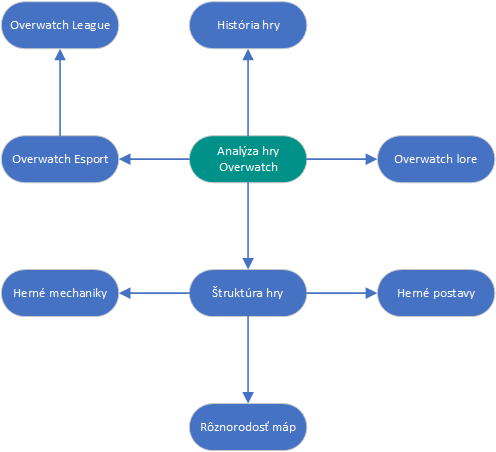 Overwatch League
História hry
Overwatch Esport
Analýza hry
Overwatch
Overwatch lore
Herné mechaniky
Štruktúra hry
Herné postavy
Rôznorodosť máp